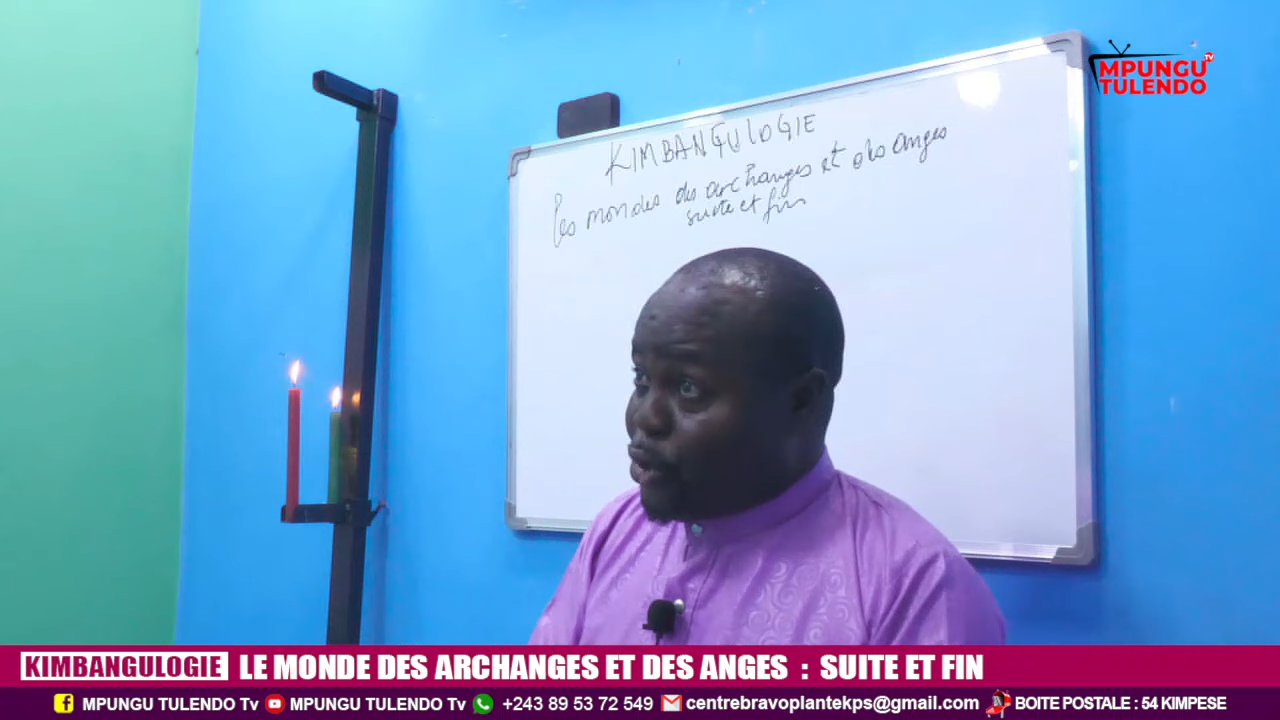 MPUNGU TV
TULENDO
KIMBANGULOGIE
les mondes des archanges et des anges
suite et fin
KIMBANGULOGIE LE MONDE DES ARCHANGES ET DES ANGES : SUITE ET FIN
MPUNGU TULENDO Tv MPUNGU TULENDO Tv +243 89 53 72 549 centrebravoplantekps@gmail.com BOITE POSTALE : 54 KIMPESE